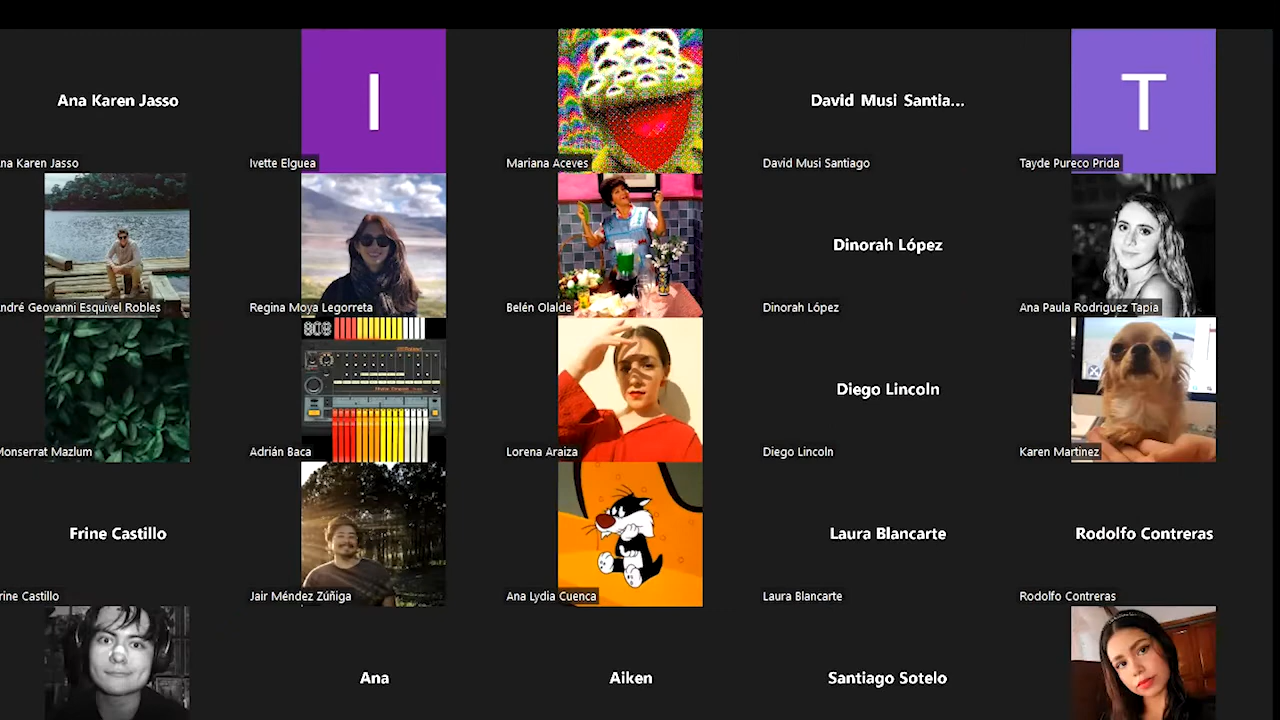 Ana Karen Jasso
I
David Musi Santia...
T
na Karen Jasso
Ivette Elguea
Mariana Aceves
David Musi Santiago
Tayde Pureco Prida
Dinorah López
ndré Geovanni Esquivel Robles
Regina Moya Legorreta
Belén Olalde
Dinorah López
Ana Paula Rodriguez Tapia
808
Diego Lincoln
Monserrat Mazlum
Adrián Baca
Lorena Araiza
Diego Lincoln
Karen Martinez
Frine Castillo
Laura Blancarte
Rodolfo Contreras
rine Castillo
Jair Méndez Zúñiga
Ana Lydia Cuenca
Laura Blancarte
Rodolfo Contreras
Ana
Aiken
Santiago Sotelo